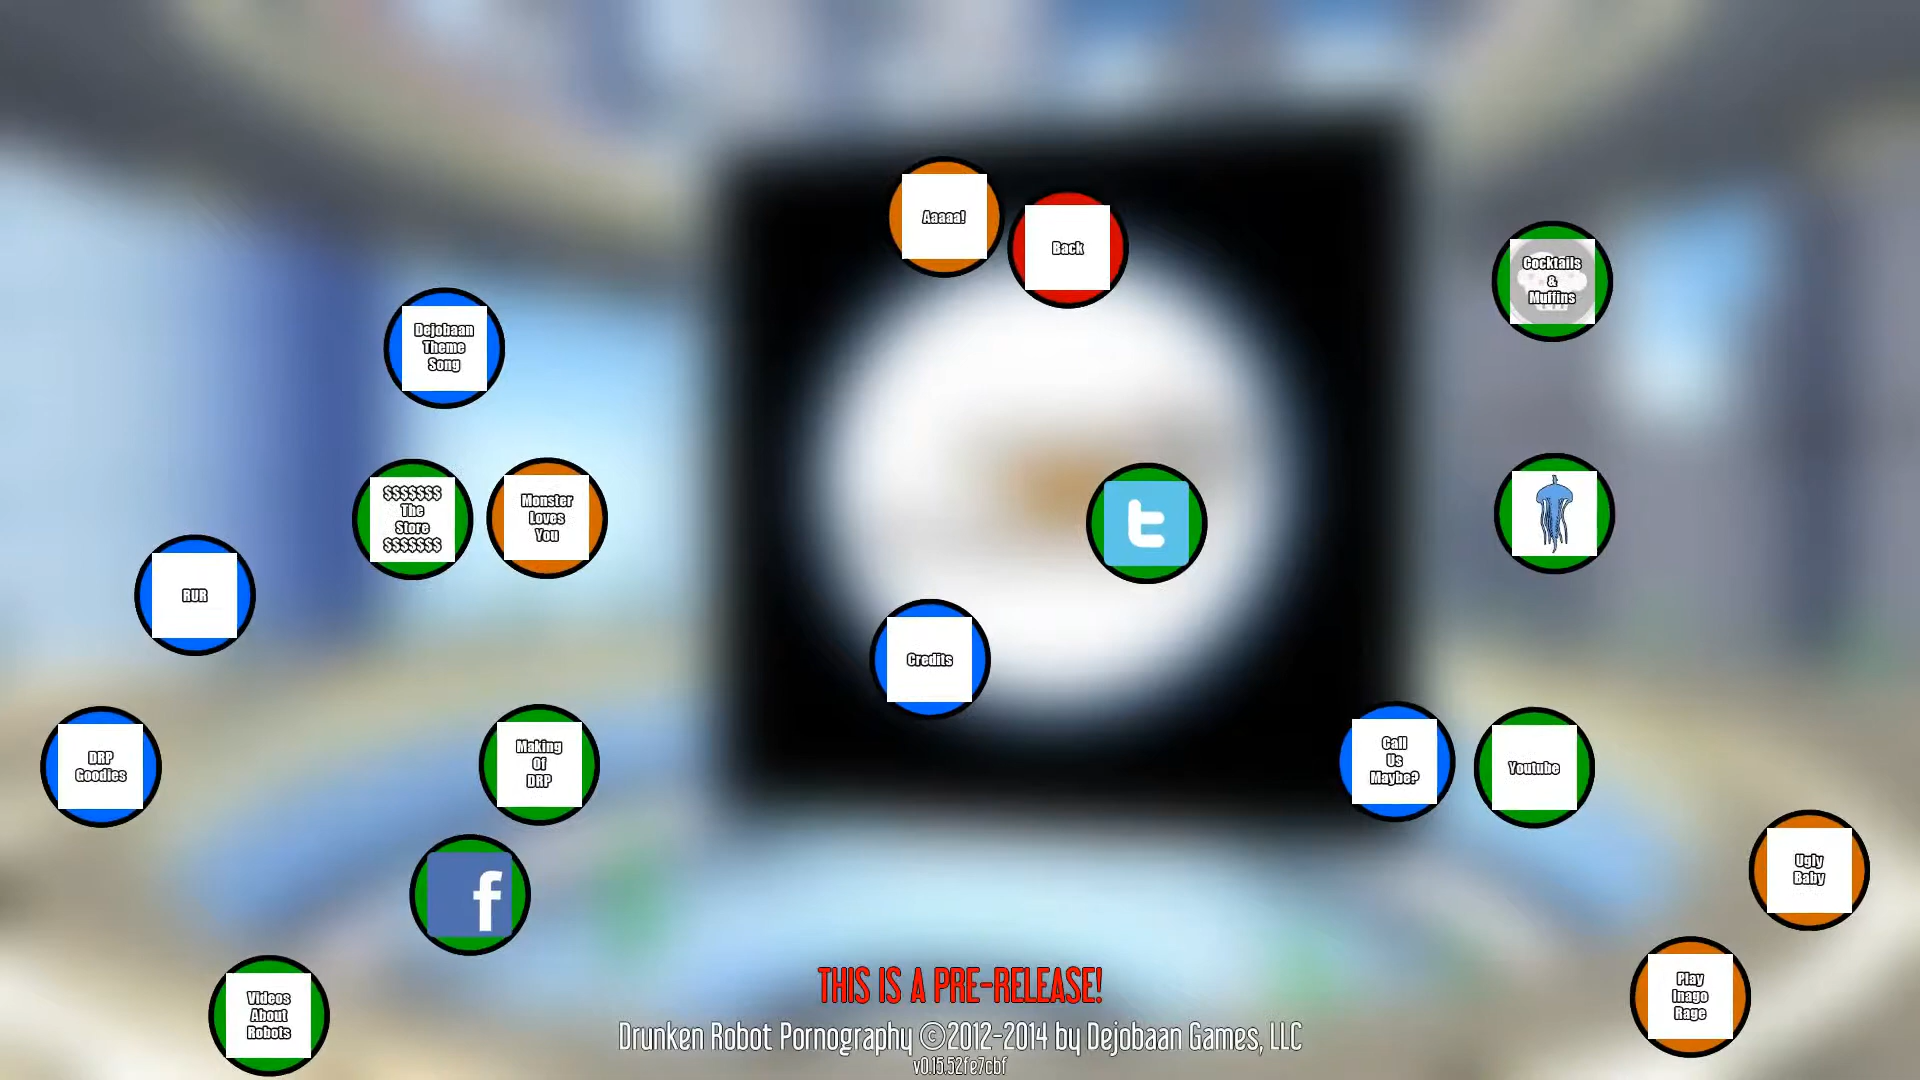 Aaaaa!
Back
Cocktails
&
Muffins
Dejobaan
Theme
Song
$$$$$$$
The
Store
$$$$$$$
Monster
Loves
You
t
RUR
Credits
DRP
Goodies
Making
Of
DRP
Call
Us
Maybe?
Youtube
f
Ugly
Baby
Videos
About
Robots
Play
Inago
Rage
THIS IS A PRE-RELEASE!
Drunken Robot Pornography ©2012-2014 by Dejobaan Games, LLC
v0.15.52fe7cbf